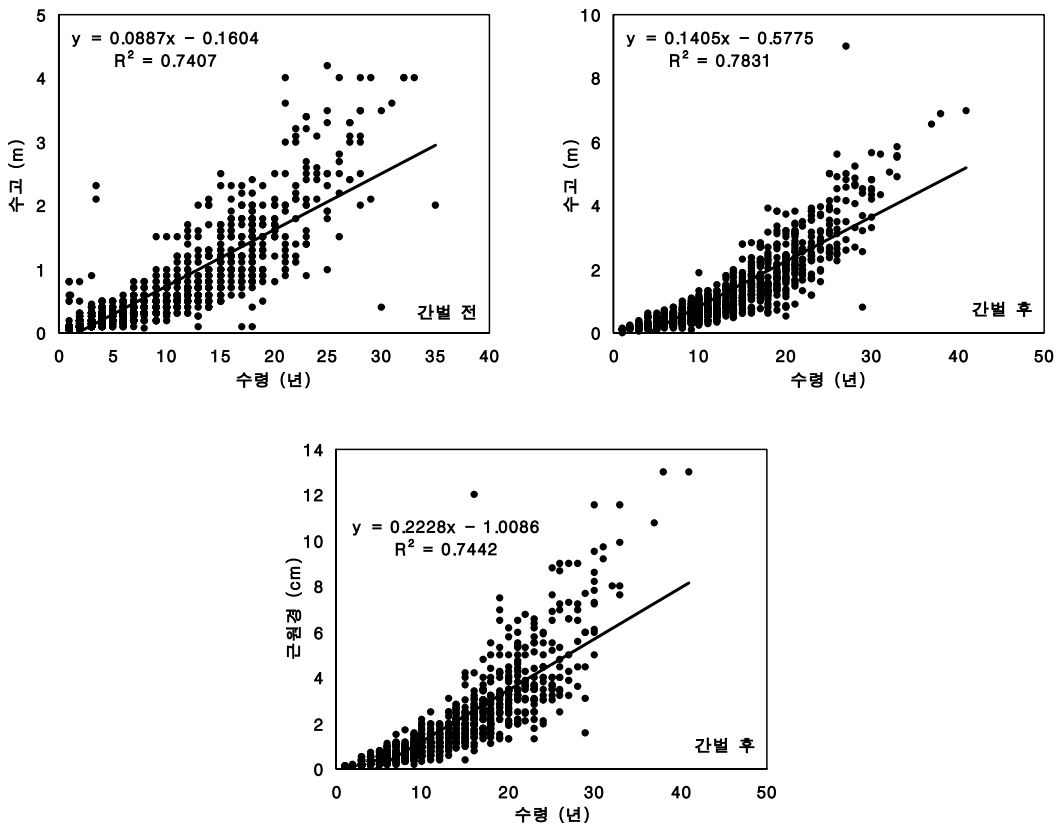 y = 0.0887x − 0.1604
R² = 0.7407
5
4
3
2
1
0
수고 (m)
간벌 전
0 5 10 15 20 25 30 35 40
수령 (년)
y = 0.1405x − 0.5775
R² = 0.7831
10
8
6
4
2
0
수고 (m)
간벌 후
0 10 20 30 40 50
수령 (년)
14
12
10
8
6
4
2
0
y = 0.2228x − 1.0086
R² = 0.7442
근원경 (cm)
간벌 후
0 10 20 30 40 50
수령 (년)